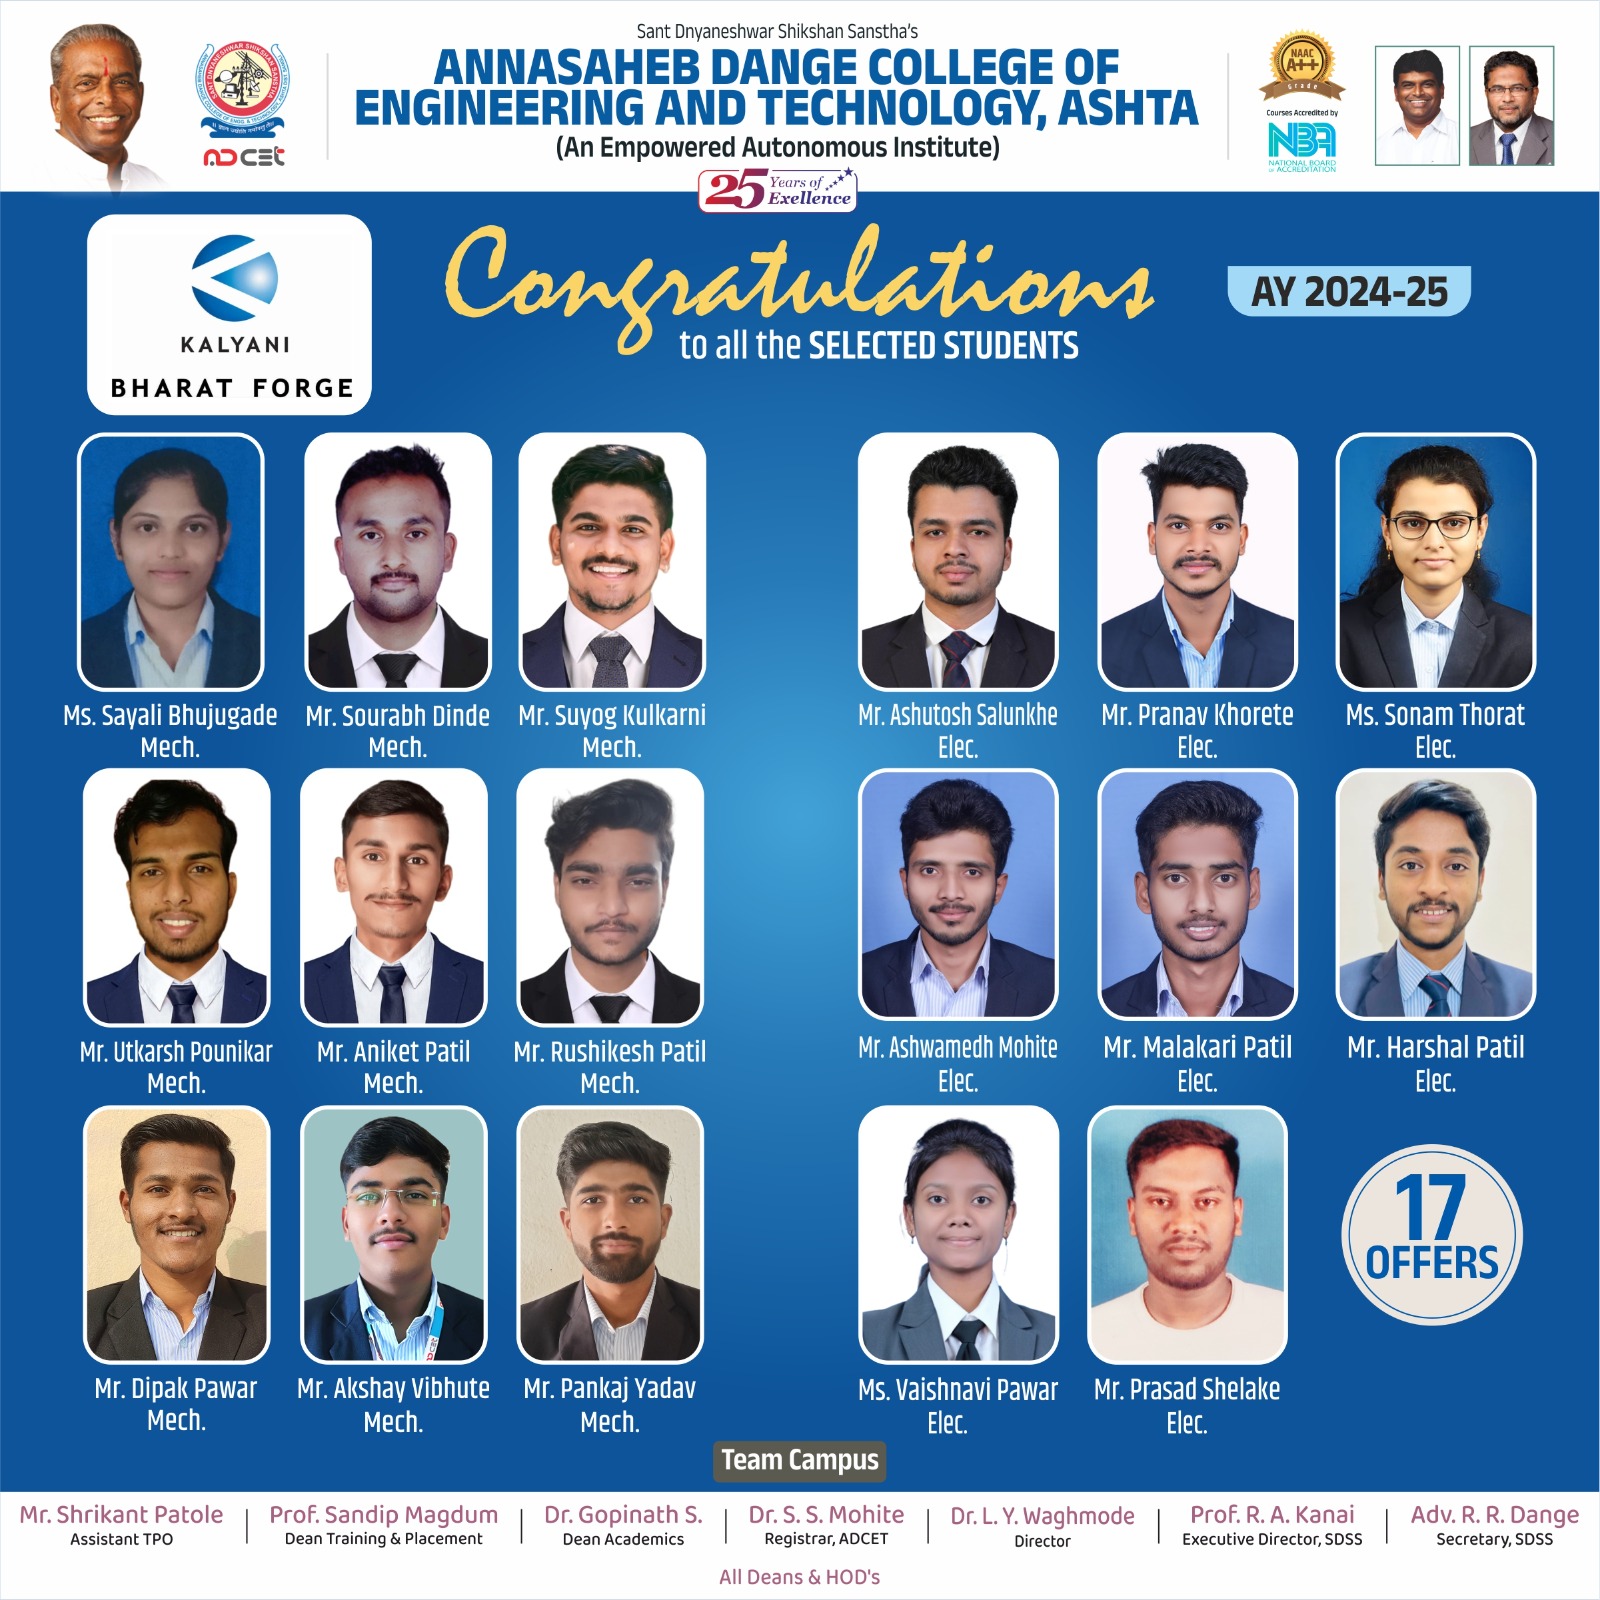 Sant Dnyaneshwar Shikshan Sanstha's
ANNASAHEB DANGE COLLEGE OF
ENGINEERING AND TECHNOLOGY, ASHTA
(An Empowered Autonomous Institute)
ADCET
NAAC
A++
Grade
Courses Accredited by
NBA
NATIONAL BOARD
OF ACCREDITATION
25 Years of
Exellence
KALYANI
BHARAT FORGE
Congratulations
to all the SELECTED STUDENTS
AY 2024-25
Ms. Sayali Bhujugade
Mech.
Mr. Sourabh Dinde
Mech.
Mr. Suyog Kulkarni
Mech.
Mr. Ashutosh Salunkhe
Elec.
Mr. Pranav Khorete
Elec.
Ms. Sonam Thorat
Elec.
Mr. Utkarsh Pounikar
Mech.
Mr. Aniket Patil
Mech.
Mr. Rushikesh Patil
Mech.
Mr. Ashwamedh Mohite
Elec.
Mr. Malakari Patil
Elec.
Mr. Harshal Patil
Elec.
Mr. Dipak Pawar
Mech.
Mr. Akshay Vibhute
Mech.
Mr. Pankaj Yadav
Mech.
Ms. Vaishnavi Pawar
Elec.
Mr. Prasad Shelake
Elec.
17
OFFERS
Team Campus
Mr. Shrikant Patole
Assistant TPO
Prof. Sandip Magdum
Dean Training & Placement
Dr. Gopinath S.
Dean Academics
Dr. S. S. Mohite
Registrar, ADCET
Dr. L. Y. Waghmode
Director
Prof. R. A. Kanai
Executive Director, SDSS
Adv. R. R. Dange
Secretary, SDSS
All Deans & HOD's